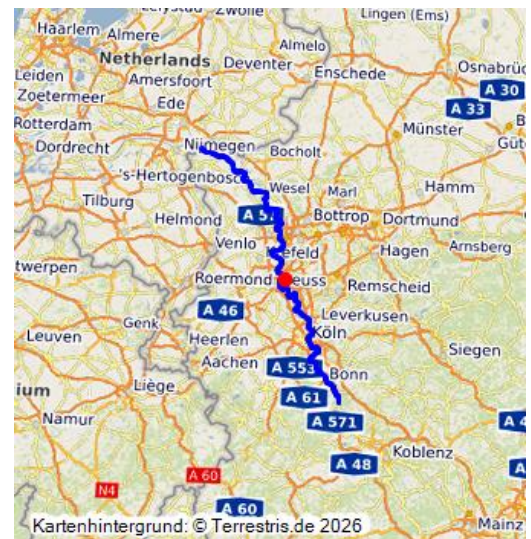 Zwolle
Haarlem Almere
Lingen (Ems)
Netherlands
Almelo
Deventer
Leiden
Amersfoort
Enschede
Osnabrü
A 30
Zoetermeer
Ede
A 33
Rotterdam
Münster
Dordrecht
Nijmegen
Bocholt
Güt
's-Hertogenbosc
Wesel
Marl
Hamm
Tilburg
Helmond
Bottrop
Dortmund
Venlo
Arnsberg
Hagen
twerpen
Roermond
euss
Remscheid
A 46
Genk
Leverkusen
Leuven
Heerlen
Köln
Siegen
Aachen
A 553
Bonn
ium
Liège
A 61
A 571
Namur
Koblenz
A 48
N4
A 60
A 60
Mainz
Kartenhintergrund: © Terrestris.de 2026